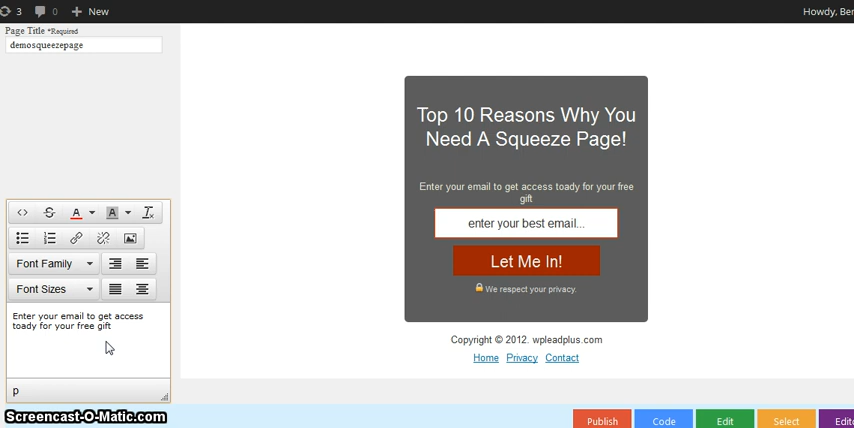 3 0 + New Howdy, Ber
Page Title *Required
demosqueezepage
Top 10 Reasons Why You
Need A Squeeze Page!
Enter your email to get access toady for your free
gift
enter your best email...
Let Me In!
We respect your privacy.
Copyright © 2012. wpleadplus.com
Home Privacy Contact
<> S A A Tx
Font Family
Font Sizes
Enter your email to get access
toady for your free gift
p
Screencast-O-Matic.com
Publish Code Edit Select Edito